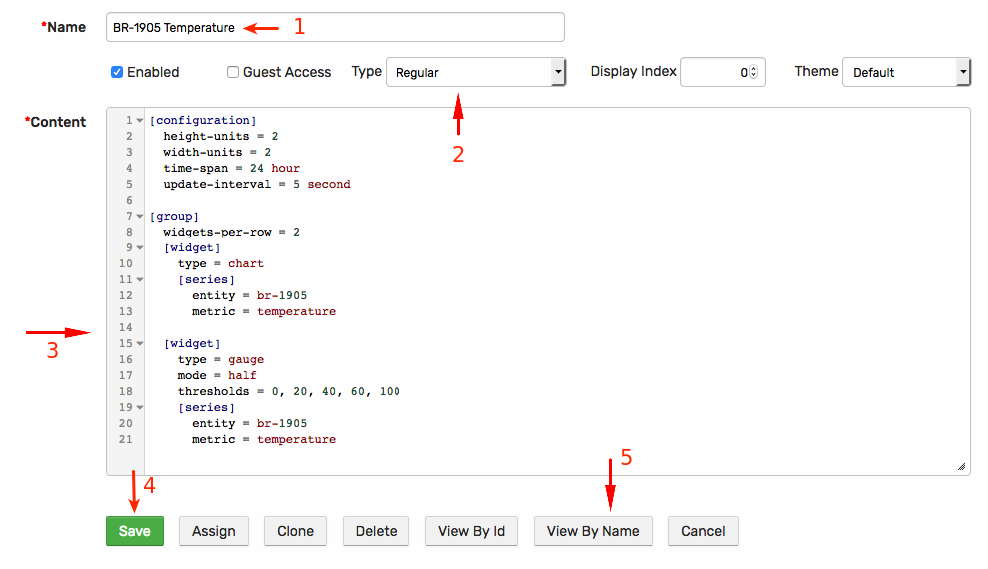 *Name BR-1905 Temperature 1
Enabled Guest Access Type Regular Display Index 0 Theme Default
2
*Content
1 [configuration]
2 height-units = 2
3 width-units = 2
4 time-span = 24 hour
5 update-interval = 5 second
6
7 [group]
8 widgets-per-row = 2
9 [widget]
10 type = chart
11 [series]
12 entity = br-1905
13 metric = temperature
14
3
15 [widget]
16 type = gauge
17 mode = half
18 thresholds = 0, 20, 40, 60, 100
19 [series]
20 entity = br-1905
21 metric = temperature
4 5
Save Assign Clone Delete View By Id View By Name Cancel